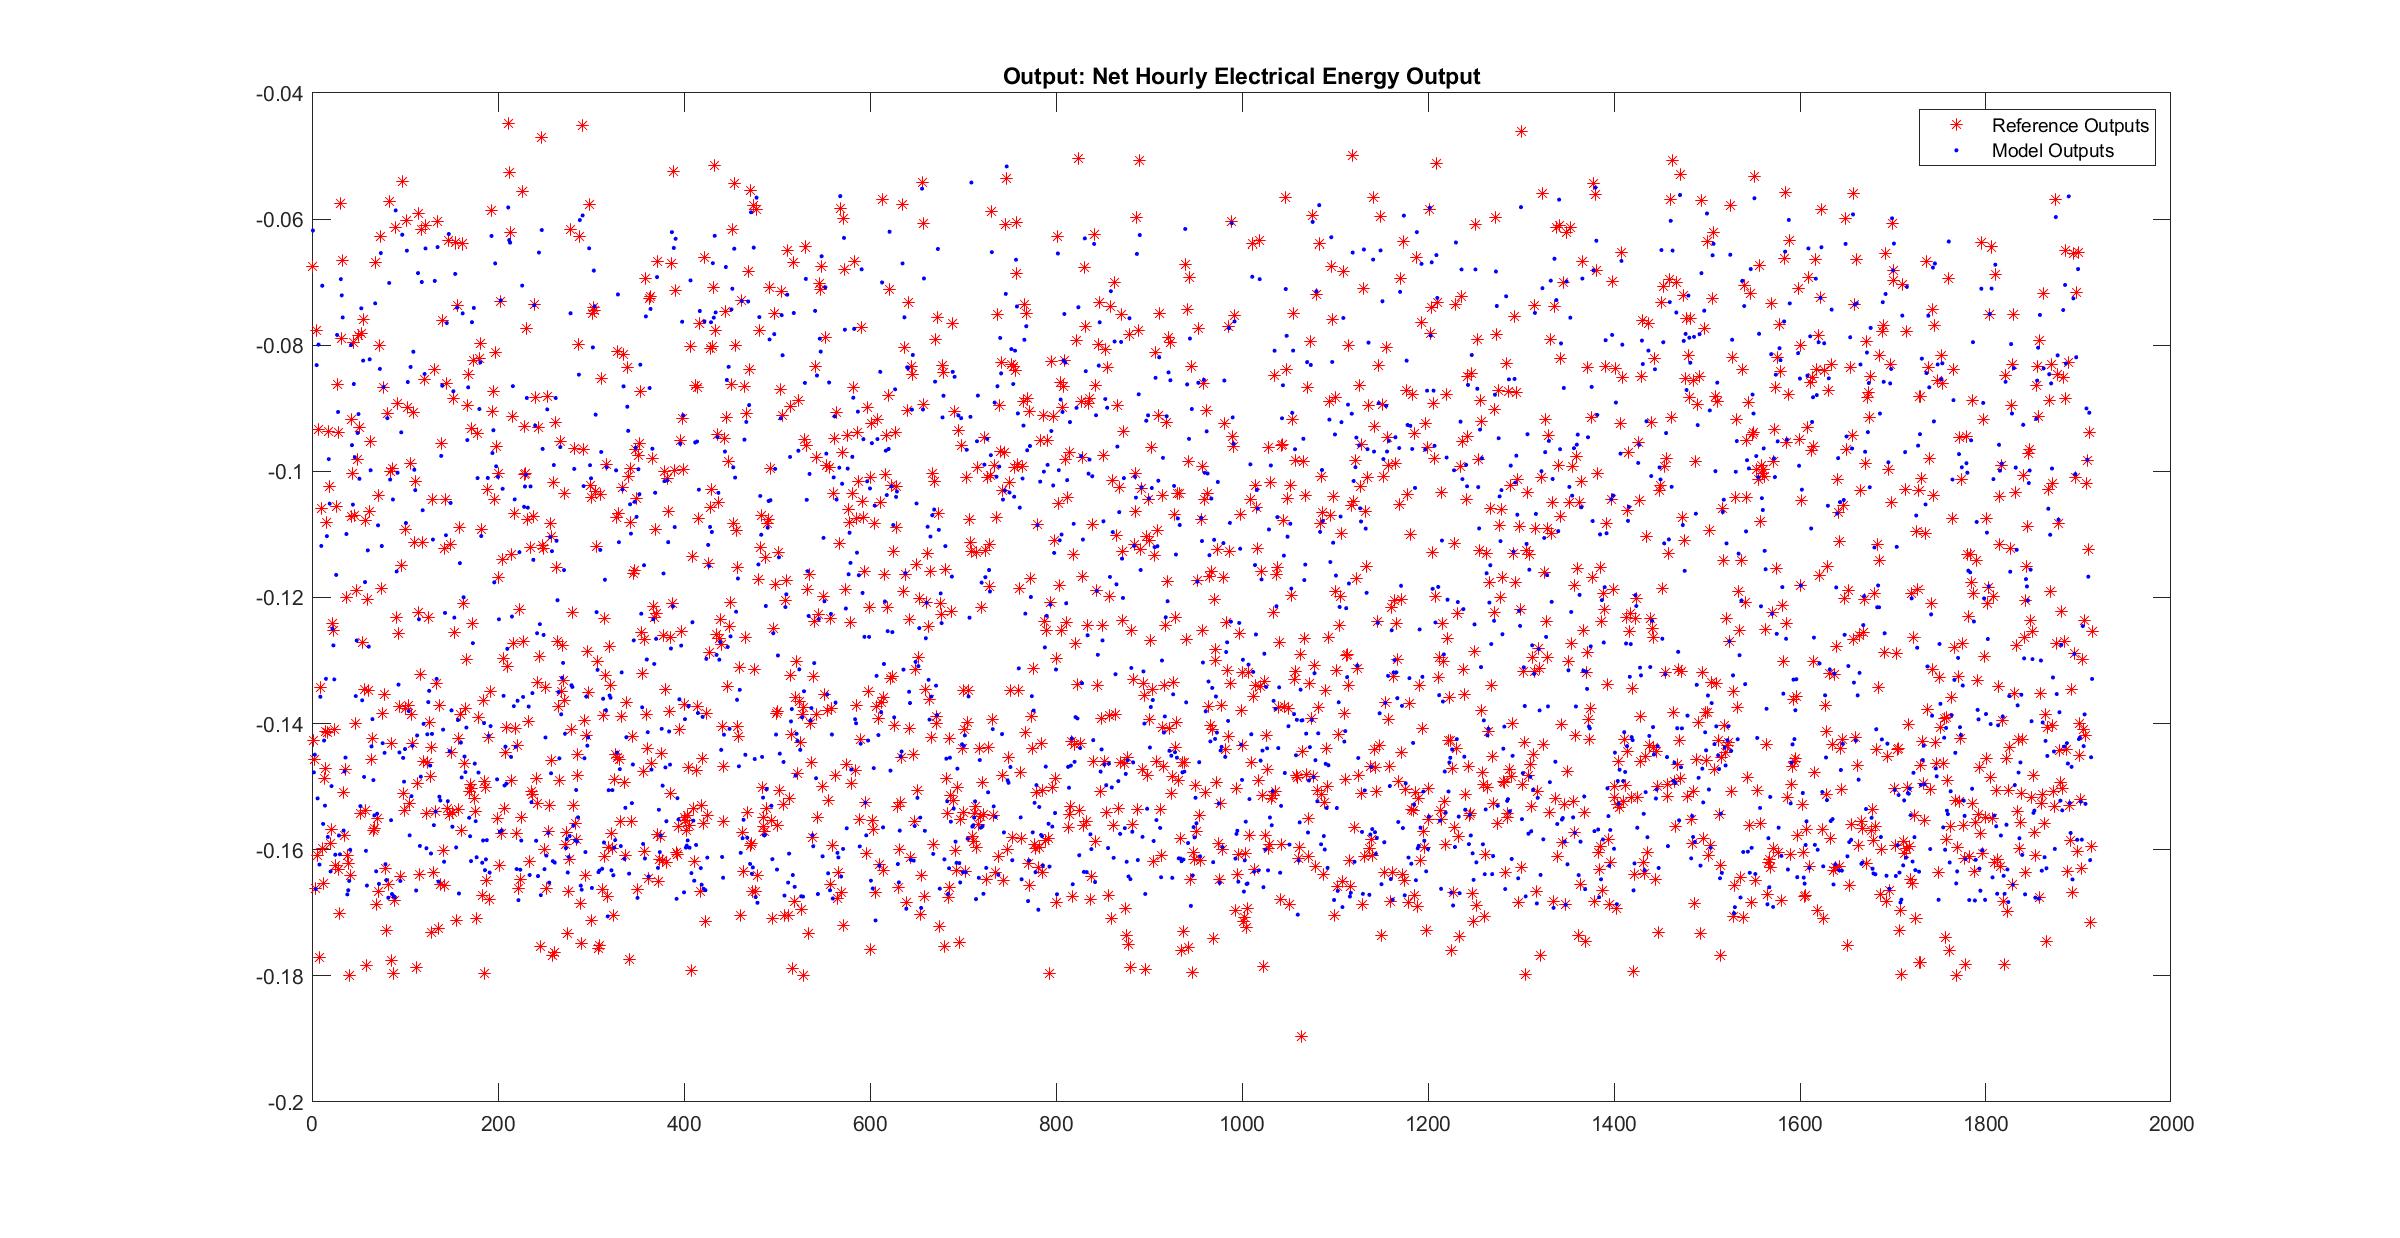 Output: Net Hourly Electrical Energy Output
-0.04
Reference Outputs
Model Outputs
-0.06
-0.08
-0.1
-0.12
-0.14
-0.16
-0.18
-0.2
0 200 400 600 800 1000 1200 1400 1600 1800 2000